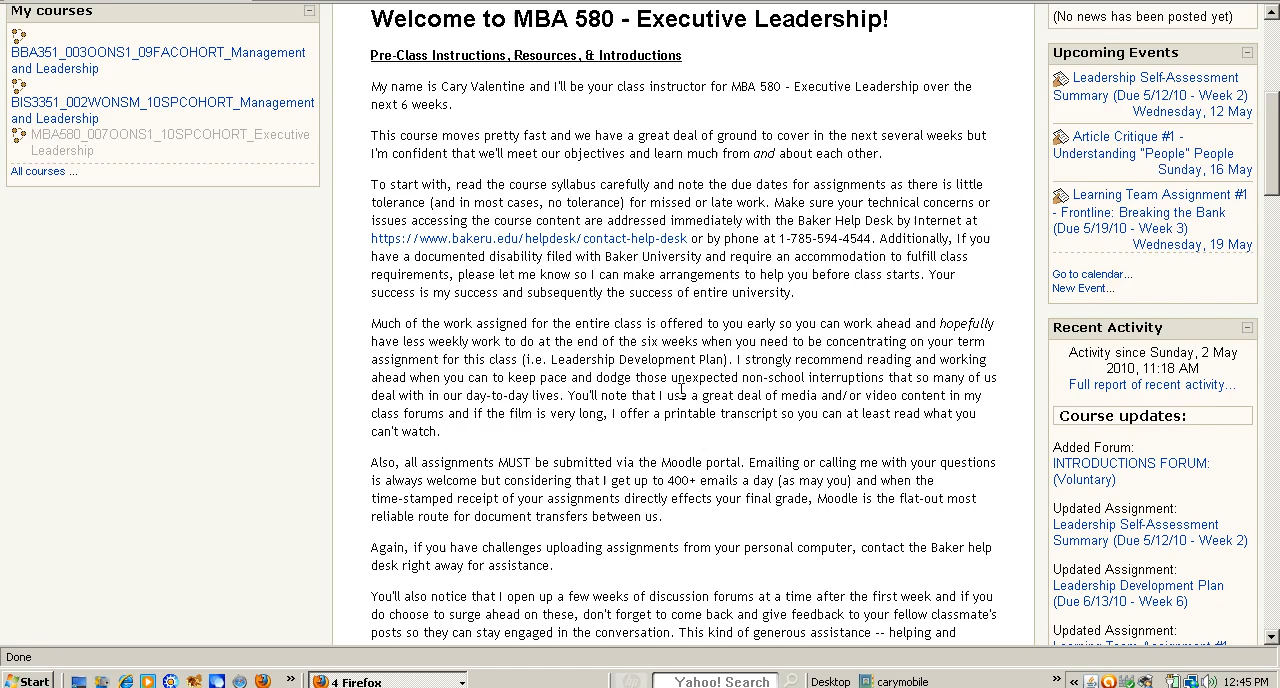 My courses
BBA351_003OONS1_09FACOHORT_Management
and Leadership
BIS3351_002WONSM_10SPCOHORT_Management
and Leadership
MBA580_007OONS1_10SPCOHORT_Executive
Leadership
All courses ...
Welcome to MBA 580 - Executive Leadership!
Pre-Class Instructions, Resources, & Introductions
My name is Cary Valentine and I'll be your class instructor for MBA 580 - Executive Leadership over the
next 6 weeks.
This course moves pretty fast and we have a great deal of ground to cover in the next several weeks but
I'm confident that we'll meet our objectives and learn much from and about each other.
To start with, read the course syllabus carefully and note the due dates for assignments as there is little
tolerance (and in most cases, no tolerance) for missed or late work. Make sure your technical concerns or
issues accessing the course content are addressed immediately with the Baker Help Desk by Internet at
https://www.bakeru.edu/helpdesk/contact-help-desk or by phone at 1-785-594-4544. Additionally, If you
have a documented disability filed with Baker University and require an accommodation to fulfill class
requirements, please let me know so I can make arrangements to help you before class starts. Your
success is my success and subsequently the success of entire university.
Much of the work assigned for the entire class is offered to you early so you can work ahead and hopefully
have less weekly work to do at the end of the six weeks when you need to be concentrating on your term
assignment for this class (i.e. Leadership Development Plan). I strongly recommend reading and working
ahead when you can to keep pace and dodge those unexpected non-school interruptions that so many of us
deal with in our day-to-day lives. You'll note that I use a great deal of media and/or video content in my
class forums and if the film is very long, I offer a printable transcript so you can at least read what you
can't watch.
Also, all assignments MUST be submitted via the Moodle portal. Emailing or calling me with your questions
is always welcome but considering that I get up to 400+ emails a day (as may you) and when the
time-stamped receipt of your assignments directly effects your final grade, Moodle is the flat-out most
reliable route for document transfers between us.
Again, if you have challenges uploading assignments from your personal computer, contact the Baker help
desk right away for assistance.
You'll also notice that I open up a few weeks of discussion forums at a time after the first week and if you
do choose to surge ahead on these, don't forget to come back and give feedback to your fellow classmate's
posts so they can stay engaged in the conversation. This kind of generous assistance -- helping and
(No news has been posted yet)
Upcoming Events
Leadership Self-Assessment
Summary (Due 5/12/10 - Week 2)
Wednesday, 12 May
Article Critique #1 -
Understanding "People" People
Sunday, 16 May
Learning Team Assignment #1
- Frontline: Breaking the Bank
(Due 5/19/10 - Week 3)
Wednesday, 19 May
Go to calendar...
New Event...
Recent Activity
Activity since Sunday, 2 May
2010, 11:18 AM
Full report of recent activity...
Course updates:
Added Forum:
INTRODUCTIONS FORUM:
(Voluntary)
Updated Assignment:
Leadership Self-Assessment
Summary (Due 5/12/10 - Week 2)
Updated Assignment:
Leadership Development Plan
(Due 6/13/10 - Week 6)
Updated Assignment:
Learning Team Assignment #1
Done
Start
4 Firefox
Yahoo! Search
Desktop
carymobile
12:45 PM